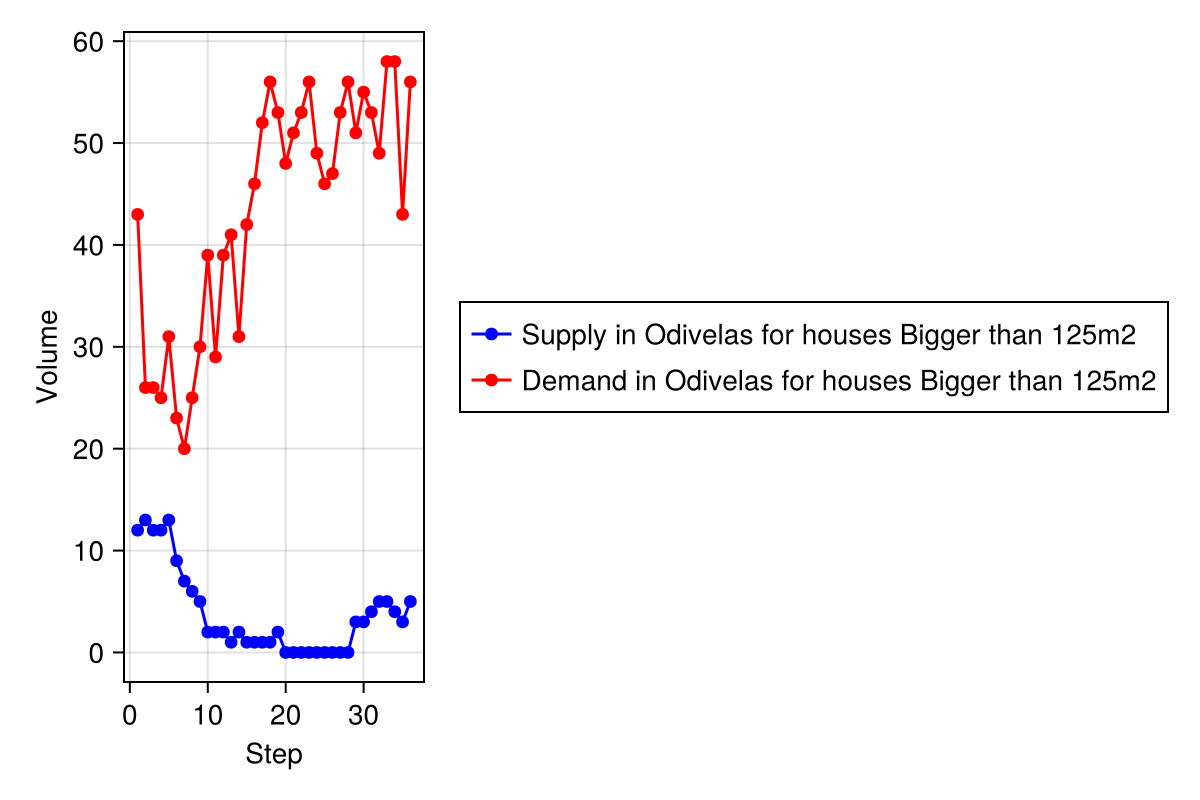 60
50
40
30
20
10
0
Volume
0 10 20 30
Step
Supply in Odivelas for houses Bigger than 125m2
Demand in Odivelas for houses Bigger than 125m2